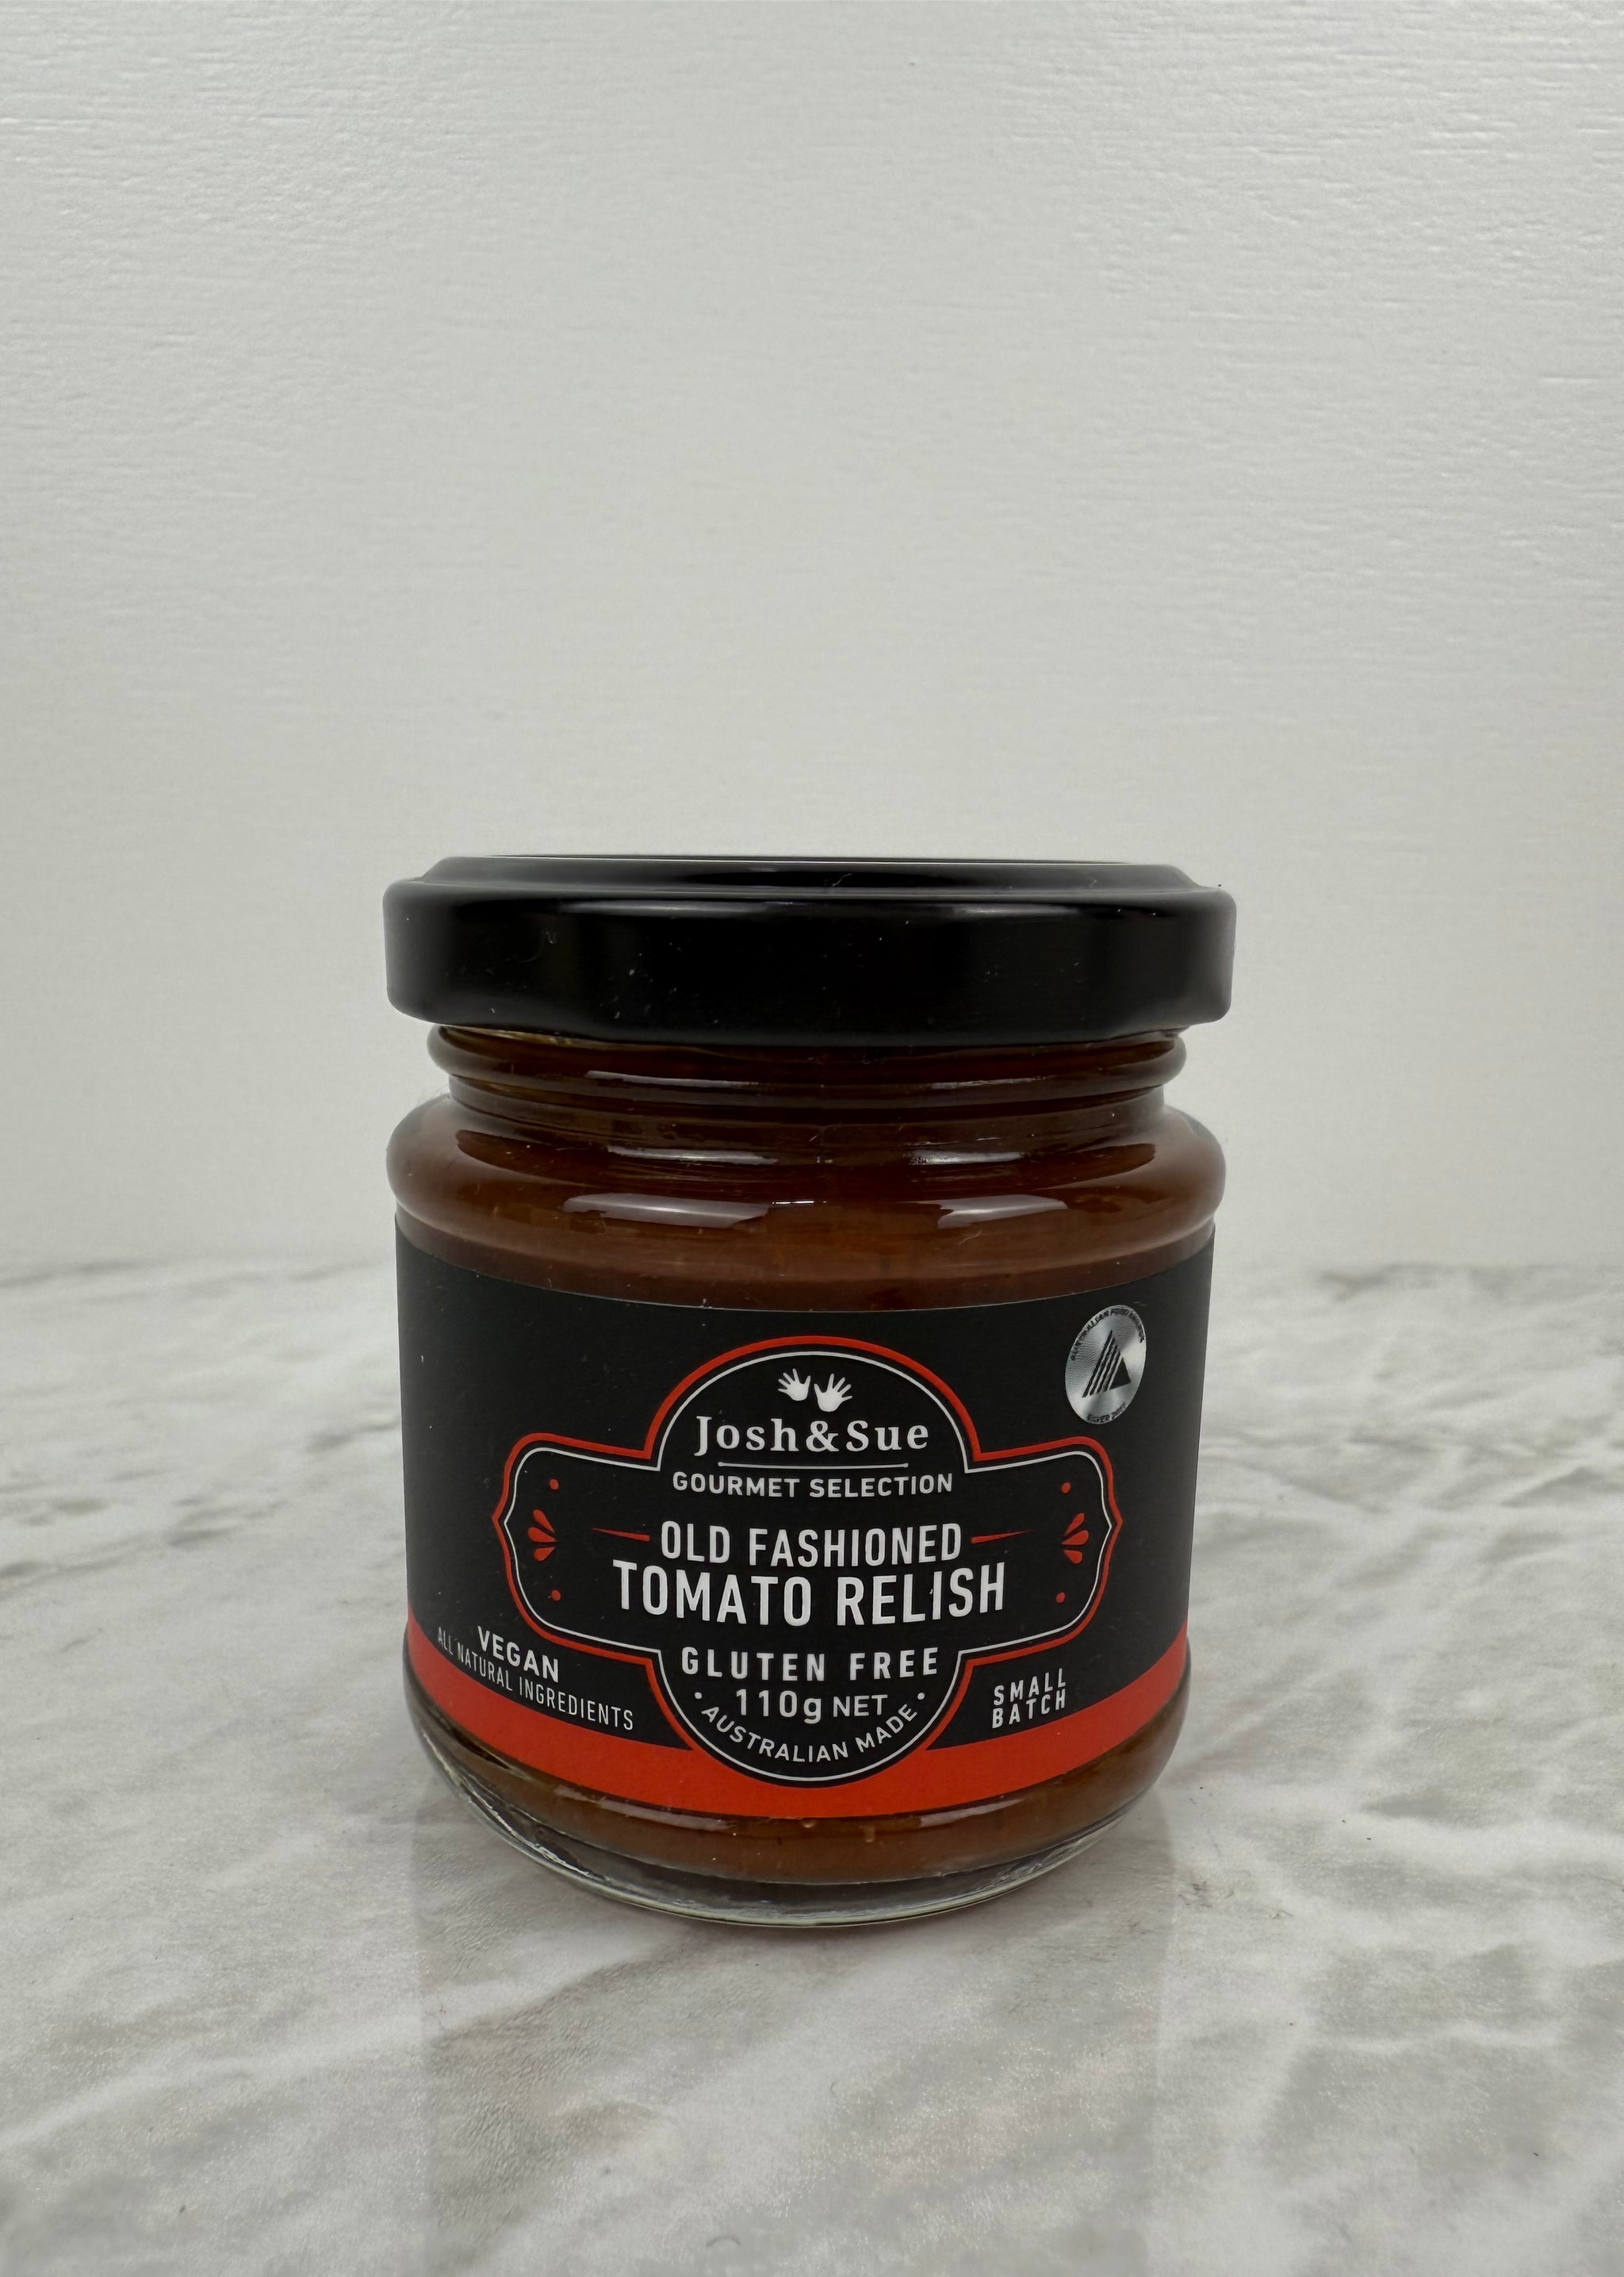 Josh&Sue
GOURMET SELECTION
OLD FASHIONED
TOMATO RELISH
GLUTEN FREE
110g NET
• AUSTRALIAN MADE •
VEGAN
ALL NATURAL INGREDIENTS
SMALL
BATCH